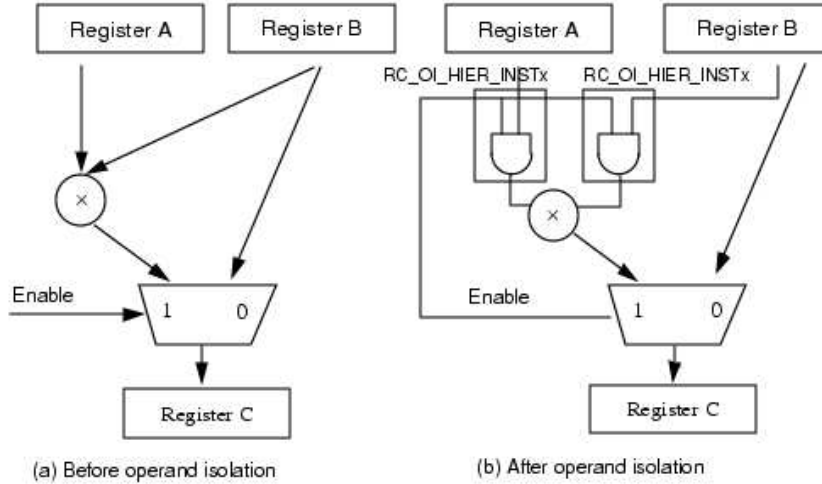 Register A
Register B
×
Enable
1
0
Register C
(a) Before operand isolation
Register A
Register B
RC_OI_HIER_INSTx
RC_OI_HIER_INSTx
×
Enable
1
0
Register C
(b) After operand isolation